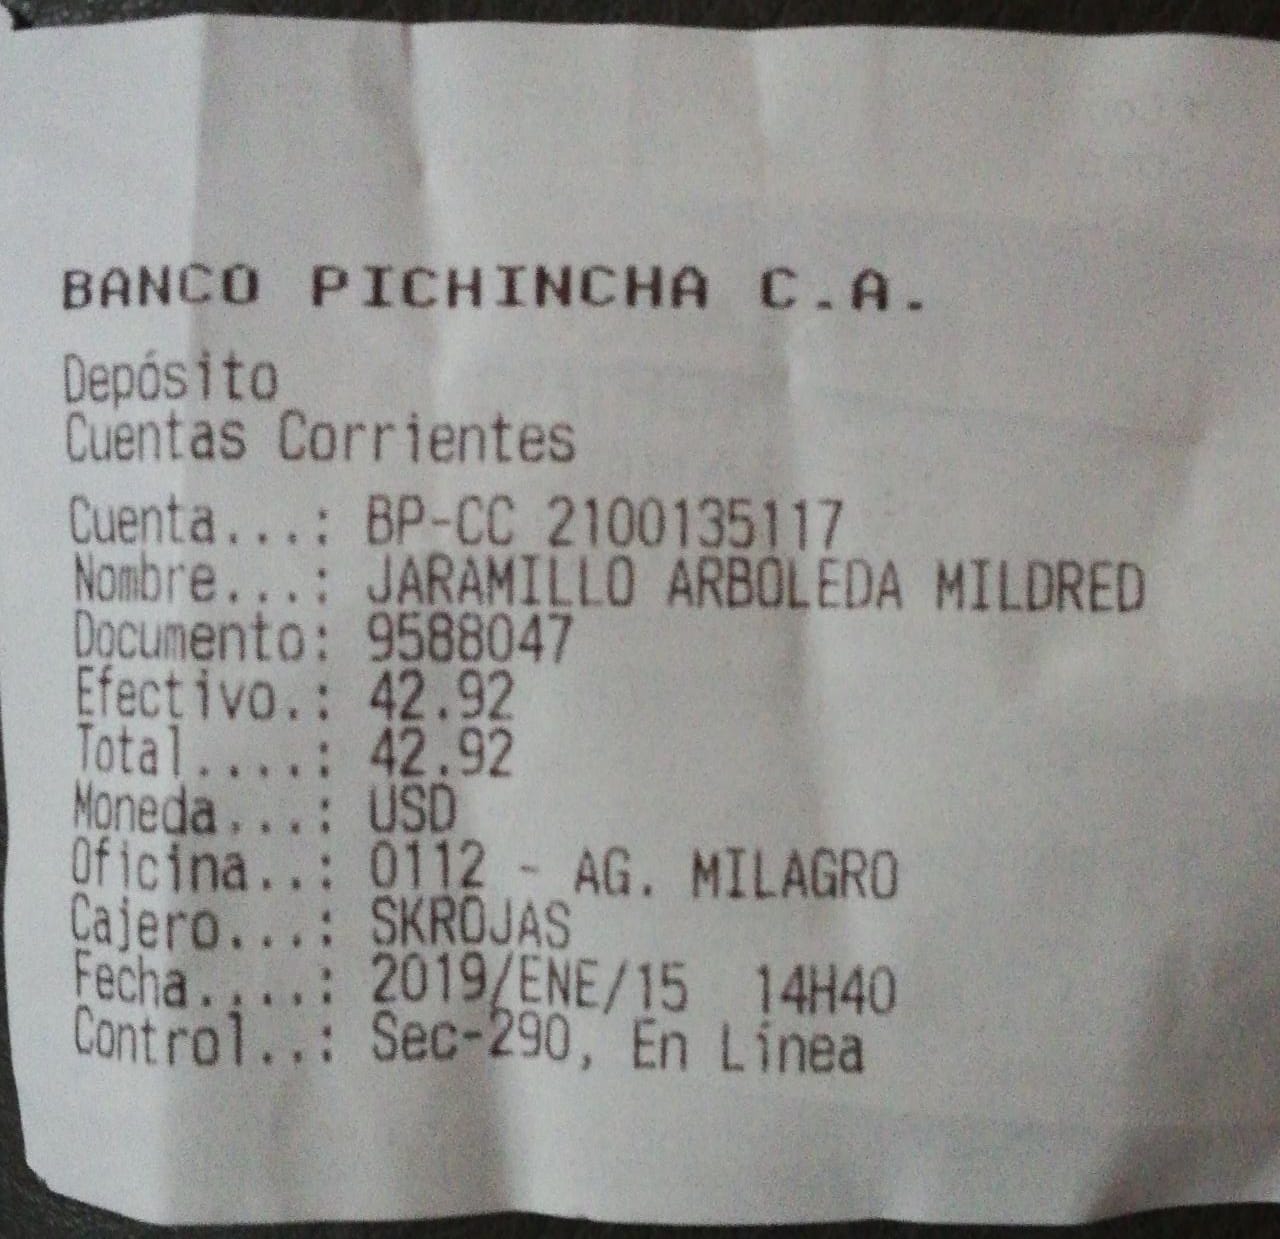 BANCO PICHINCHA C.A.
Depósito
Cuentas Corrientes
Cuenta...: BP-CC 2100135117
Nombre...: JARAMILLO ARBOLEDA MILDRED
Documento: 9588047
Efectivo.: 42.92
Total....: 42.92
Moneda...: USD
Oficina..: 0112 - AG. MILAGRO
Cajero...: SKROJAS
Fecha....: 2019/ENE/15 14H40
Control..: Sec-290, En Línea